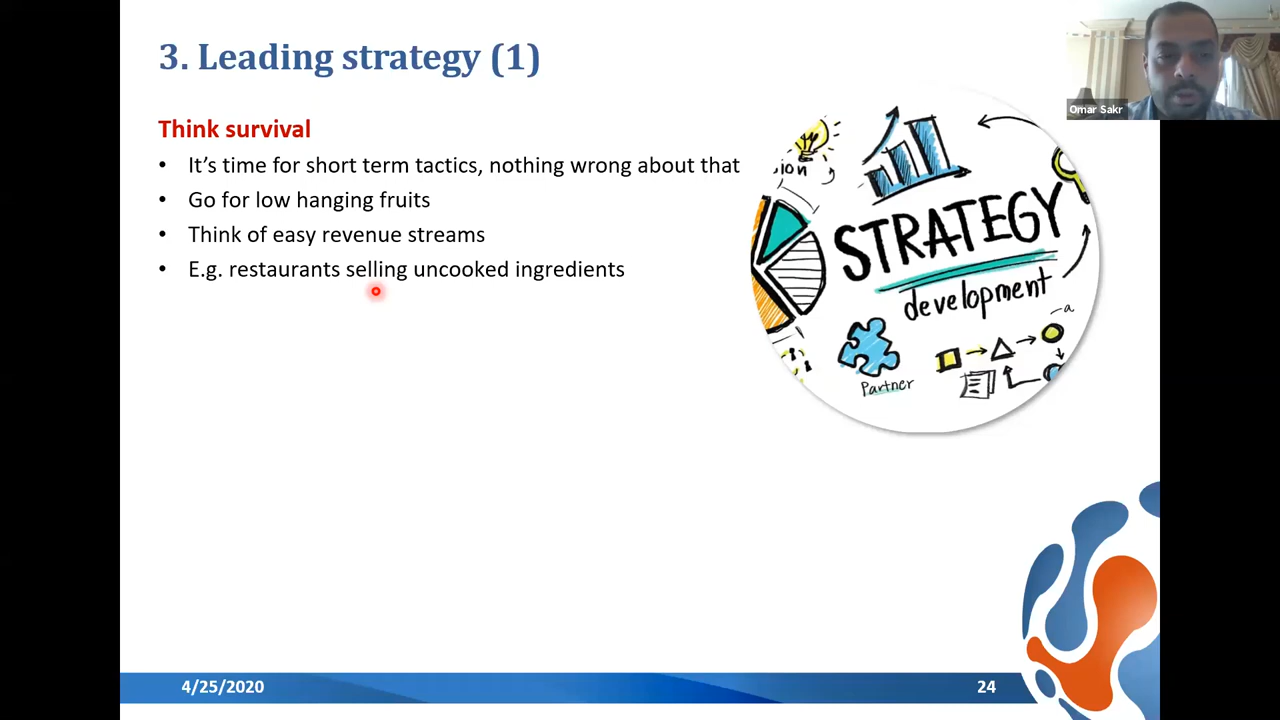 3. Leading strategy (1)
Omar Sakr
Think survival
• It’s time for short term tactics, nothing wrong about that
• Go for low hanging fruits
• Think of easy revenue streams
• E.g. restaurants selling uncooked ingredients
ion
STRATEGY
development
a
Partner
4/25/2020
24